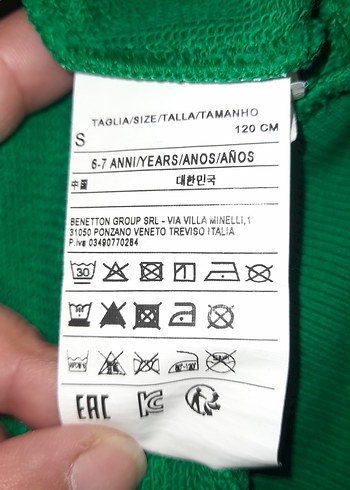 TAGLIA/SIZE/TALLA/TAMANHO
S 120 CM
6-7 ANNI/YEARS/ANOS/AÑOS
中国 대한민국
BENETTON GROUP SRL - VIA VILLA MINELLI,1
31050 PONZANO VENETO TREVISO ITALIA
P.iva 03490770264
30
EAC